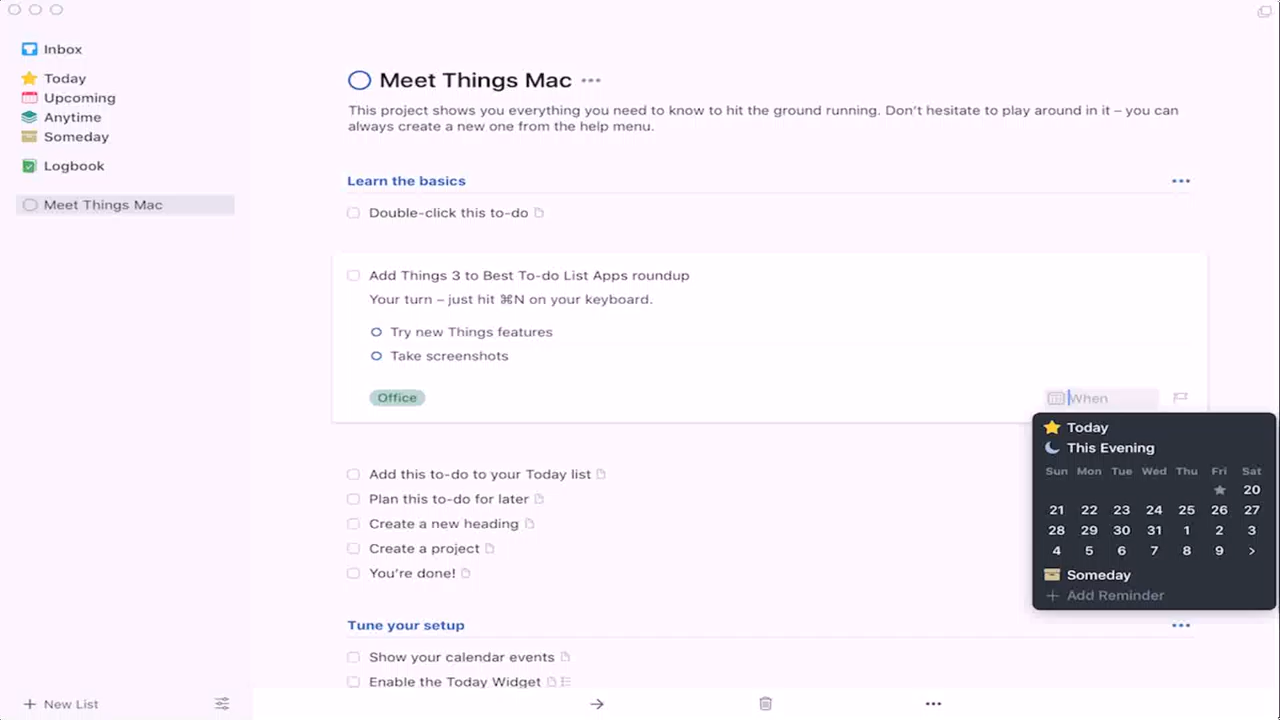 Inbox
Today
Upcoming
Anytime
Someday
Logbook
Meet Things Mac
New List
Meet Things Mac
This project shows you everything you need to know to hit the ground running. Don't hesitate to play around in it – you can
always create a new one from the help menu.
Learn the basics
Double-click this to-do
Add Things 3 to Best To-do List Apps roundup
Your turn – just hit ⌘N on your keyboard.
Try new Things features
Take screenshots
Office
When
Today
This Evening
Sun Mon Tue Wed Thu Fri Sat
20
21 22 23 24 25 26 27
28 29 30 31 1 2 3
4 5 6 7 8 9 >
Someday
+ Add Reminder
Add this to-do to your Today list
Plan this to-do for later
Create a new heading
Create a project
You're done!
Tune your setup
Show your calendar events
Enable the Today Widget